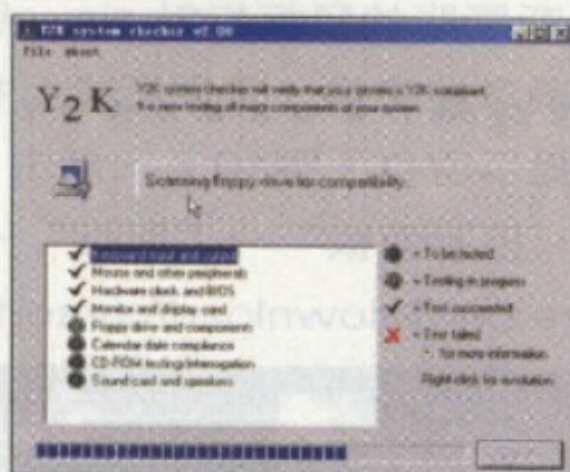 Y2K system checker v2.00
File About
Y2K
Y2K system checker will verify that your system is Y2K compliant.
It is now testing all major components of your system.
Scanning floppy drive for compatibility...
Keyboard input and output
Mouse and other peripherals
Hardware clock and BIOS
Monitor and display card
Floppy drive and components
Calendar date compliance
CD-ROM testing/interrogation
Sound card and speakers
= To be tested
= Testing in progress
= Test succeeded
= Test failed
for more information
Right click for resolution